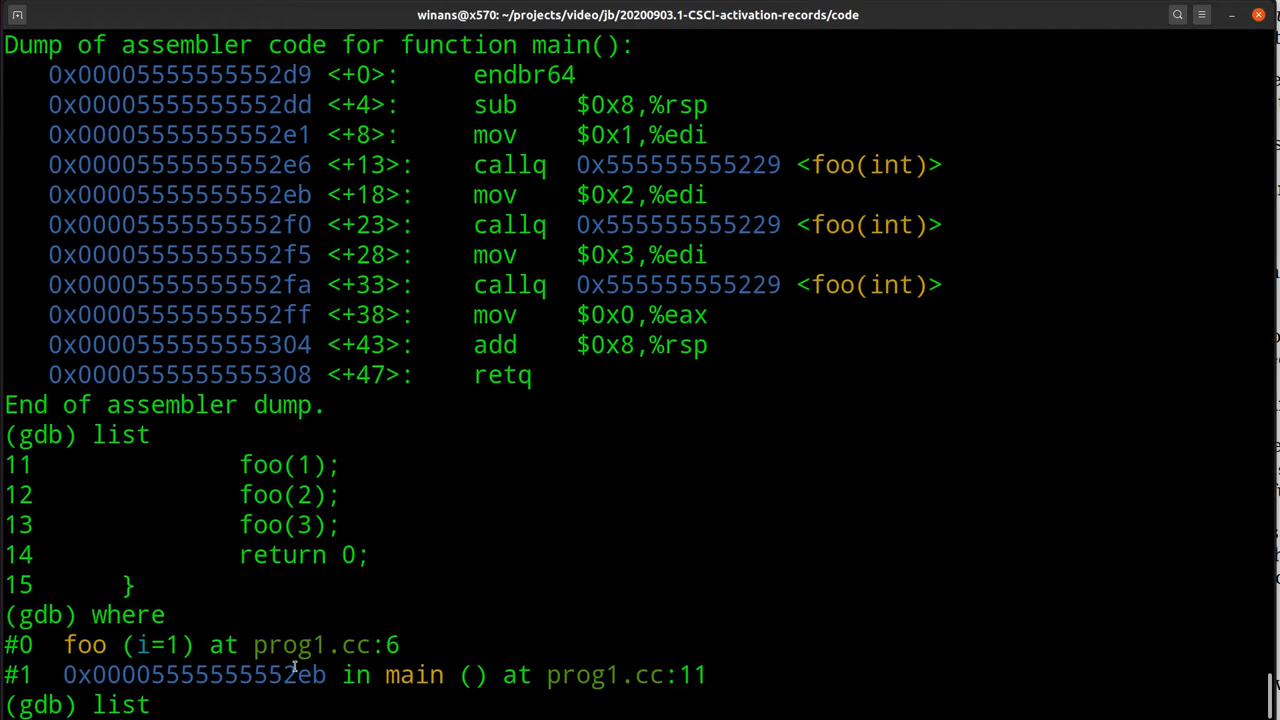 winans@x570: ~/projects/video/jb/20200903.1-CSCI-activation-records/code
Dump of assembler code for function main():
   0x00005555555552d9 <+0>:     endbr64
   0x00005555555552dd <+4>:     sub    $0x8,%rsp
   0x00005555555552e1 <+8>:     mov    $0x1,%edi
   0x00005555555552e6 <+13>:    callq  0x555555555229 <foo(int)>
   0x00005555555552eb <+18>:    mov    $0x2,%edi
   0x00005555555552f0 <+23>:    callq  0x555555555229 <foo(int)>
   0x00005555555552f5 <+28>:    mov    $0x3,%edi
   0x00005555555552fa <+33>:    callq  0x555555555229 <foo(int)>
   0x00005555555552ff <+38>:    mov    $0x0,%eax
   0x0000555555555304 <+43>:    add    $0x8,%rsp
   0x0000555555555308 <+47>:    retq
End of assembler dump.
(gdb) list
11              foo(1);
12              foo(2);
13              foo(3);
14              return 0;
15      }
(gdb) where
#0  foo (i=1) at prog1.cc:6
#1  0x00005555555552eb in main () at prog1.cc:11
(gdb) list